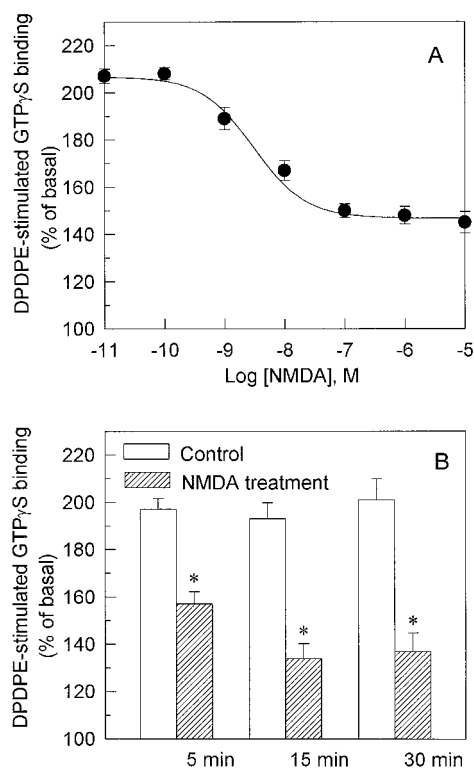 A
DPDPE-stimulated GTPγS binding
(% of basal)
220
200
180
160
140
120
100
-11 -10 -9 -8 -7 -6 -5
Log [NMDA], M
B
DPDPE-stimulated GTPγS binding
(% of basal)
Control
NMDA treatment
220
200
180
160
140
120
100
* * *
5 min 15 min 30 min